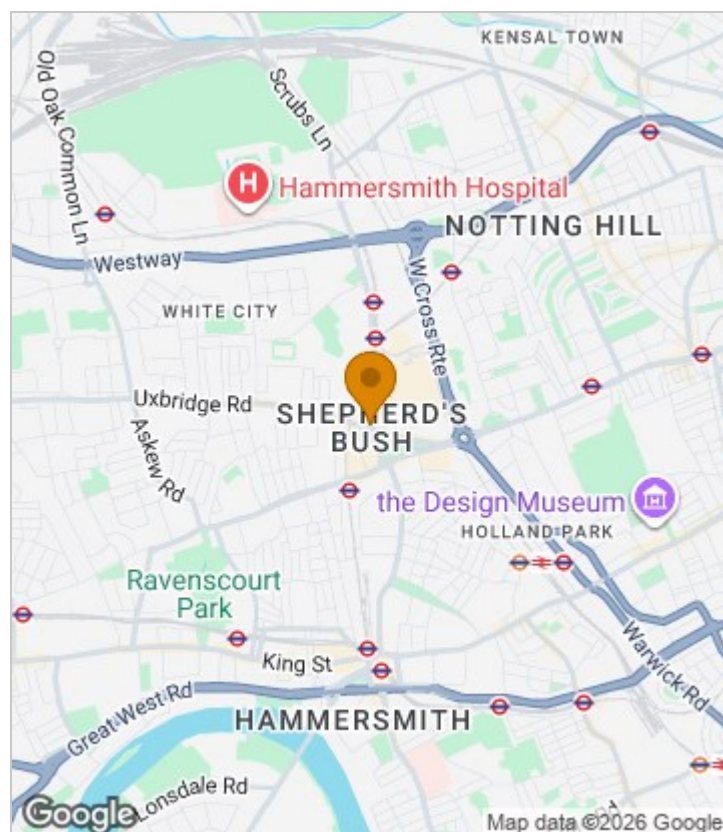 KENSAL TOWN
Old Oak Common Ln
Scrubs Ln
H
Hammersmith Hospital
NOTTING HILL
Westway
W Cross Rte
WHITE CITY
Uxbridge Rd
SHEPHERD'S
BUSH
Askew Rd
the Design Museum
HOLLAND PARK
Ravenscourt
Park
King St
Warwick Rd
Great West Rd
HAMMERSMITH
Lonsdale Rd
Google
Map data ©2026 Google